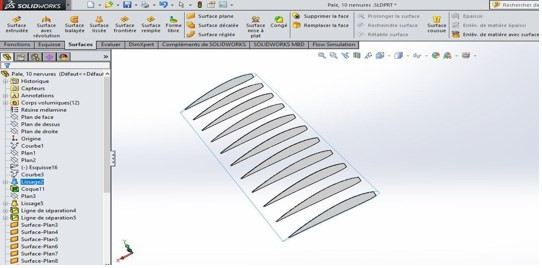 SOLIDWORKS
Pale, 10 nervures .SLDPRT *
Rechercher da
Surface extrudée
Surface avec révolution
Surface balayée
Surface lissée
Surface frontière
Surface remplie
Forme libre
Surface plane
Surface décalée
Surface réglée
Surface mise à plat
Congé
Supprimer la face
Remplacer la face
Prolonger la surface
Restreindre surface
Rétablir surface
Surface cousue
Epaissir
Enlèv. de matière épaissi
Enlèv. de matière avec surface
Fonctions
Esquisse
Surfaces
Evaluer
DimXpert
Compléments de SOLIDWORKS
SOLIDWORKS MBD
Flow Simulation
Pale, 10 nervures (Défaut<<Défau
Historique
Capteurs
Annotations
Corps volumiques(12)
Résine mélamine
Plan de face
Plan de dessus
Plan de droite
Origine
Courbe1
Plan1
Plan2
(-) Esquisse16
Courbe3
Coque11
Plan3
Lissage5
Ligne de séparation4
Ligne de séparation5
Surface-Plan3
Surface-Plan4
Surface-Plan5
Surface-Plan6
Surface-Plan7
Surface-Plan8